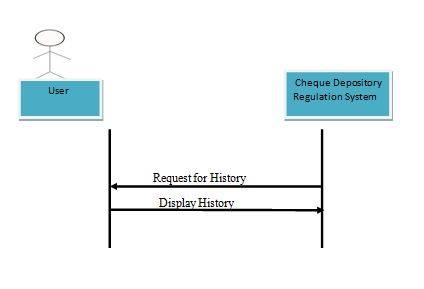 User
Cheque Depository
Regulation System
Request for History
Display History